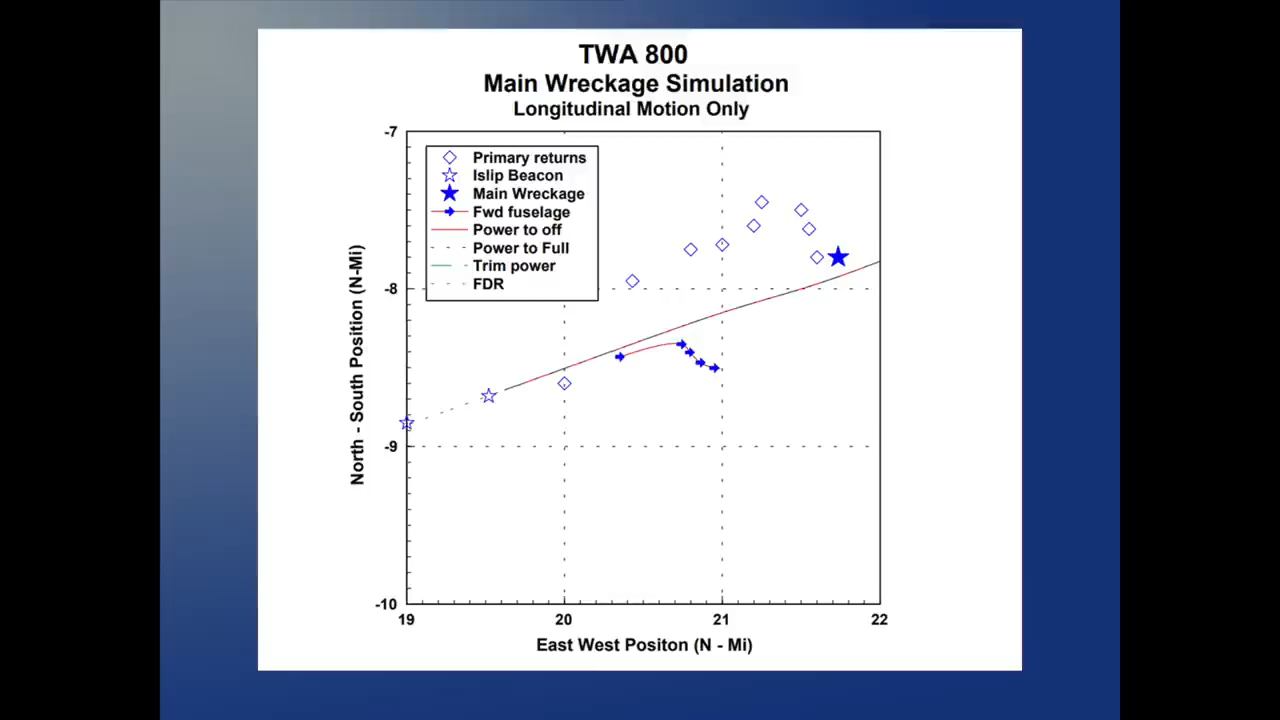 TWA 800
Main Wreckage Simulation
Longitudinal Motion Only
-7
Primary returns
Islip Beacon
Main Wreckage
Fwd fuselage
Power to off
Power to Full
Trim power
FDR
North - South Position (N-Mi)
-8
-9
-10
19 20 21 22
East West Positon (N - Mi)